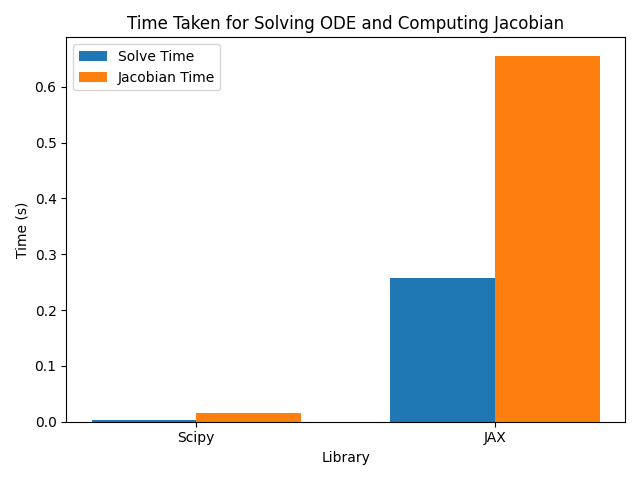 Time Taken for Solving ODE and Computing Jacobian
Solve Time
Jacobian Time
Time (s)
0.6
0.5
0.4
0.3
0.2
0.1
0.0
Scipy
JAX
Library